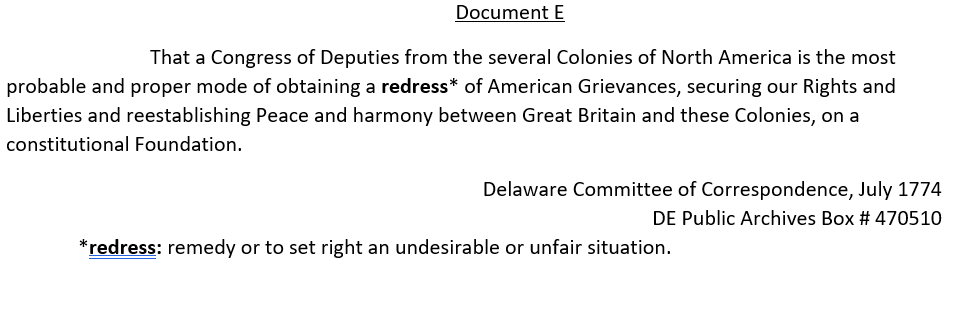 Document E
That a Congress of Deputies from the several Colonies of North America is the most
probable and proper mode of obtaining a redress* of American Grievances, securing our Rights and
Liberties and reestablishing Peace and harmony between Great Britain and these Colonies, on a
constitutional Foundation.
Delaware Committee of Correspondence, July 1774
DE Public Archives Box # 470510
*redress: remedy or to set right an undesirable or unfair situation.